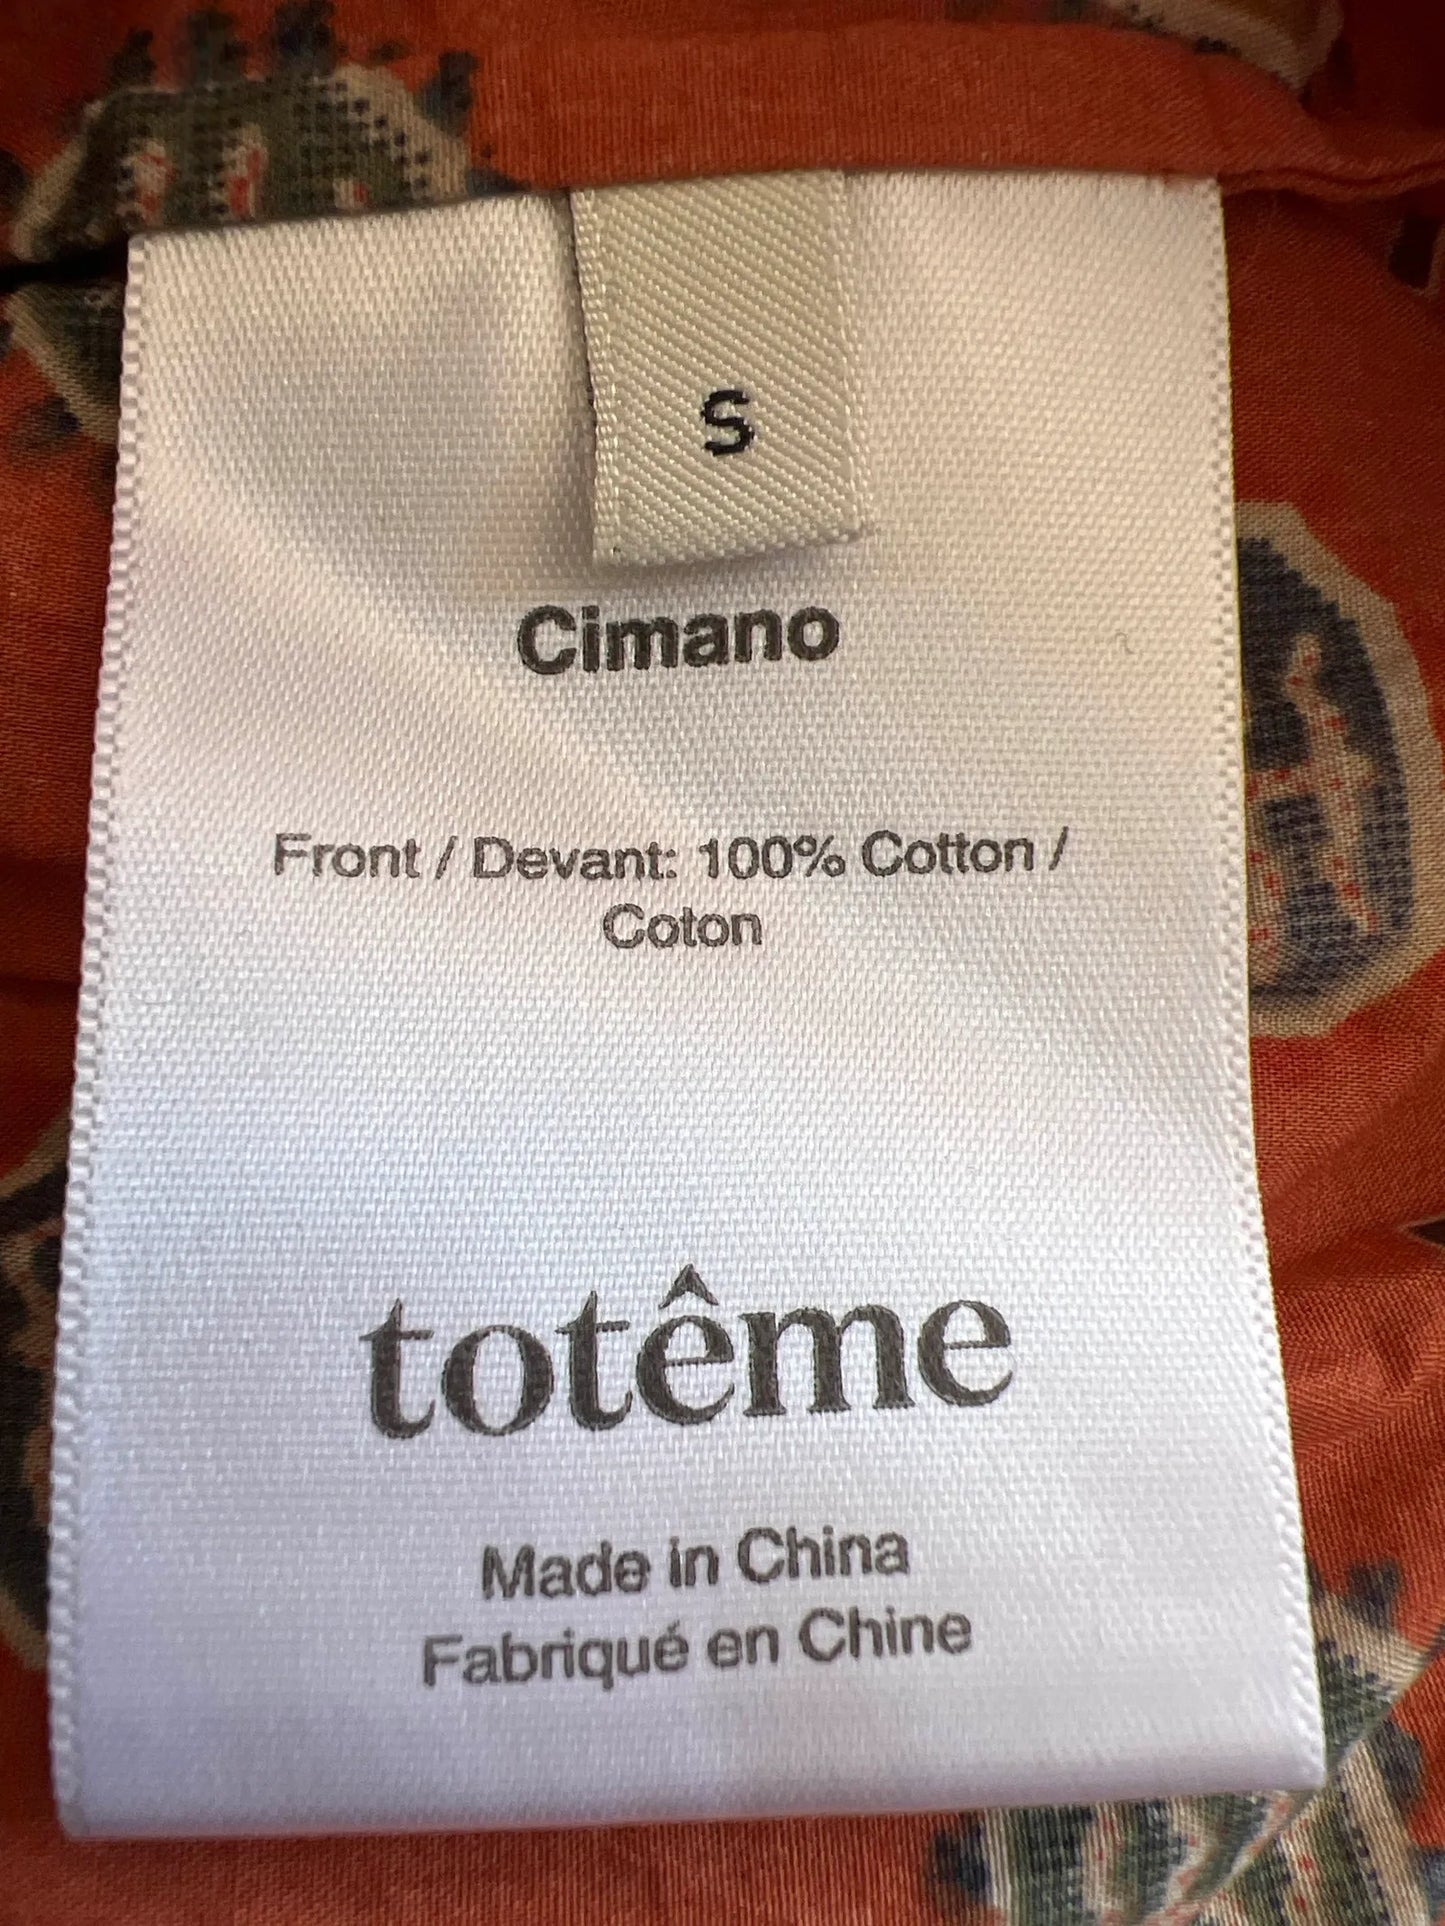 S
Cimano
Front / Devant: 100% Cotton /
Coton
totême
Made in China
Fabriqué en Chine